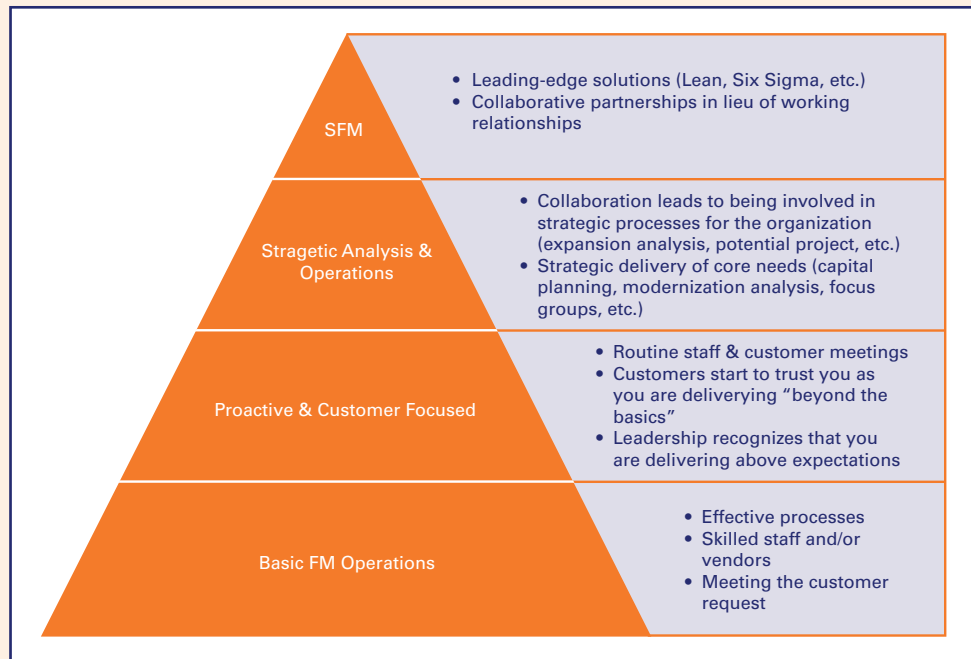 SFM
• Leading-edge solutions (Lean, Six Sigma, etc.)
• Collaborative partnerships in lieu of working
relationships
Stragetic Analysis &
Operations
• Collaboration leads to being involved in
strategic processes for the organization
(expansion analysis, potential project, etc.)
• Strategic delivery of core needs (capital
planning, modernization analysis, focus
groups, etc.)
Proactive & Customer Focused
• Routine staff & customer meetings
• Customers start to trust you as
you are deliverying “beyond the
basics”
• Leadership recognizes that you
are delivering above expectations
Basic FM Operations
• Effective processes
• Skilled staff and/or
vendors
• Meeting the customer
request